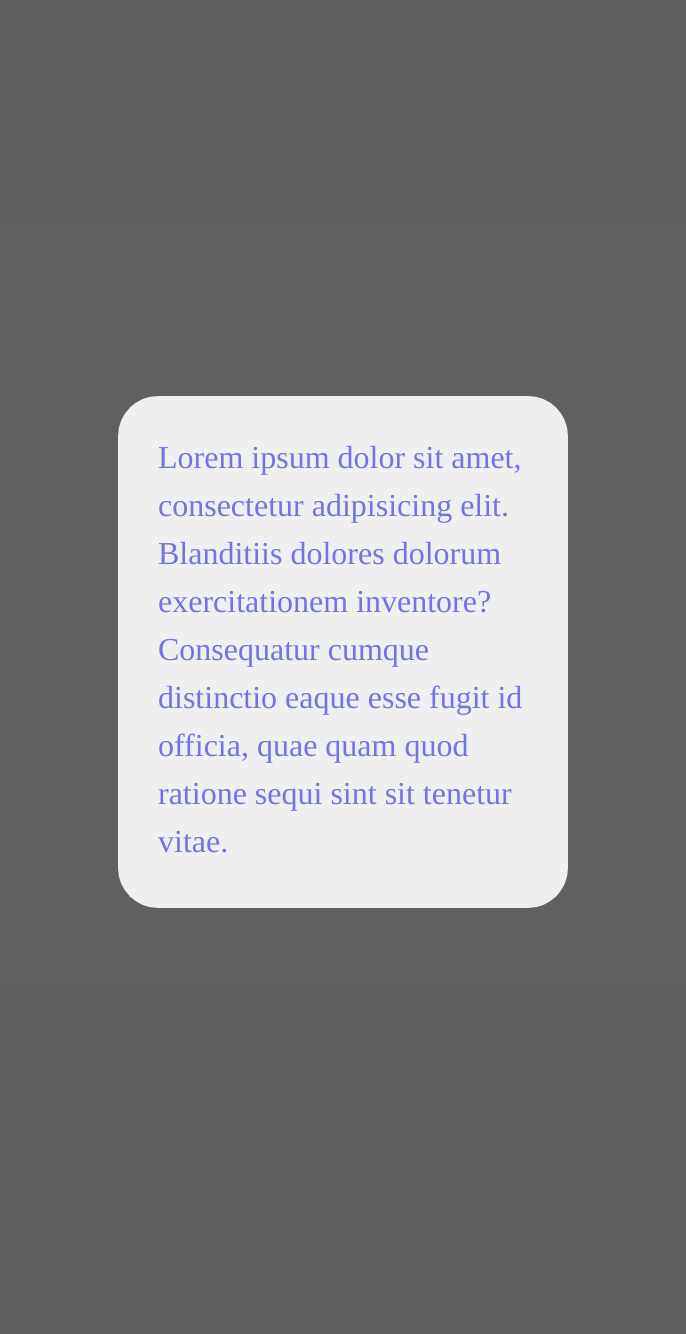 Lorem ipsum dolor sit amet,
consectetur adipisicing elit.
Blanditiis dolores dolorum
exercitationem inventore?
Consequatur cumque
distinctio eaque esse fugit id
officia, quae quam quod
ratione sequi sint sit tenetur
vitae.